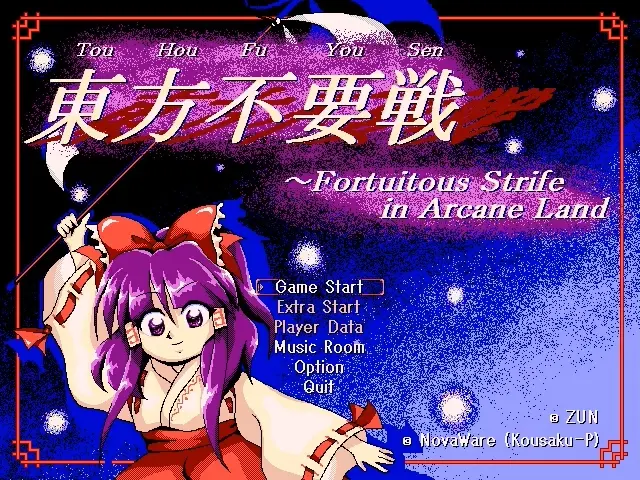 Tou Hou Fu You Sen
東方不要戦
～Fortuitous Strife
in Arcane Land
Game Start
Extra Start
Player Data
Music Room
Option
Quit
© ZUN
© NovaWare (Kousaku-P)